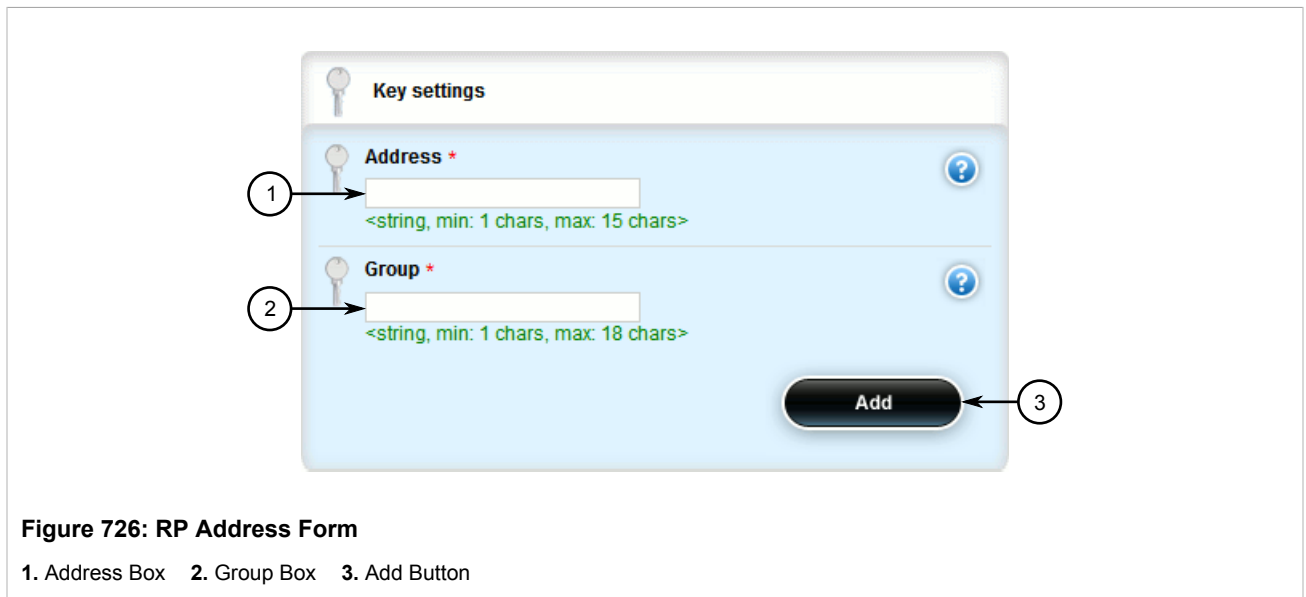 Key settings
Address *
?
1
<string, min: 1 chars, max: 15 chars>
Group *
?
2
<string, min: 1 chars, max: 18 chars>
Add
3
Figure 726: RP Address Form
1. Address Box 2. Group Box 3. Add Button